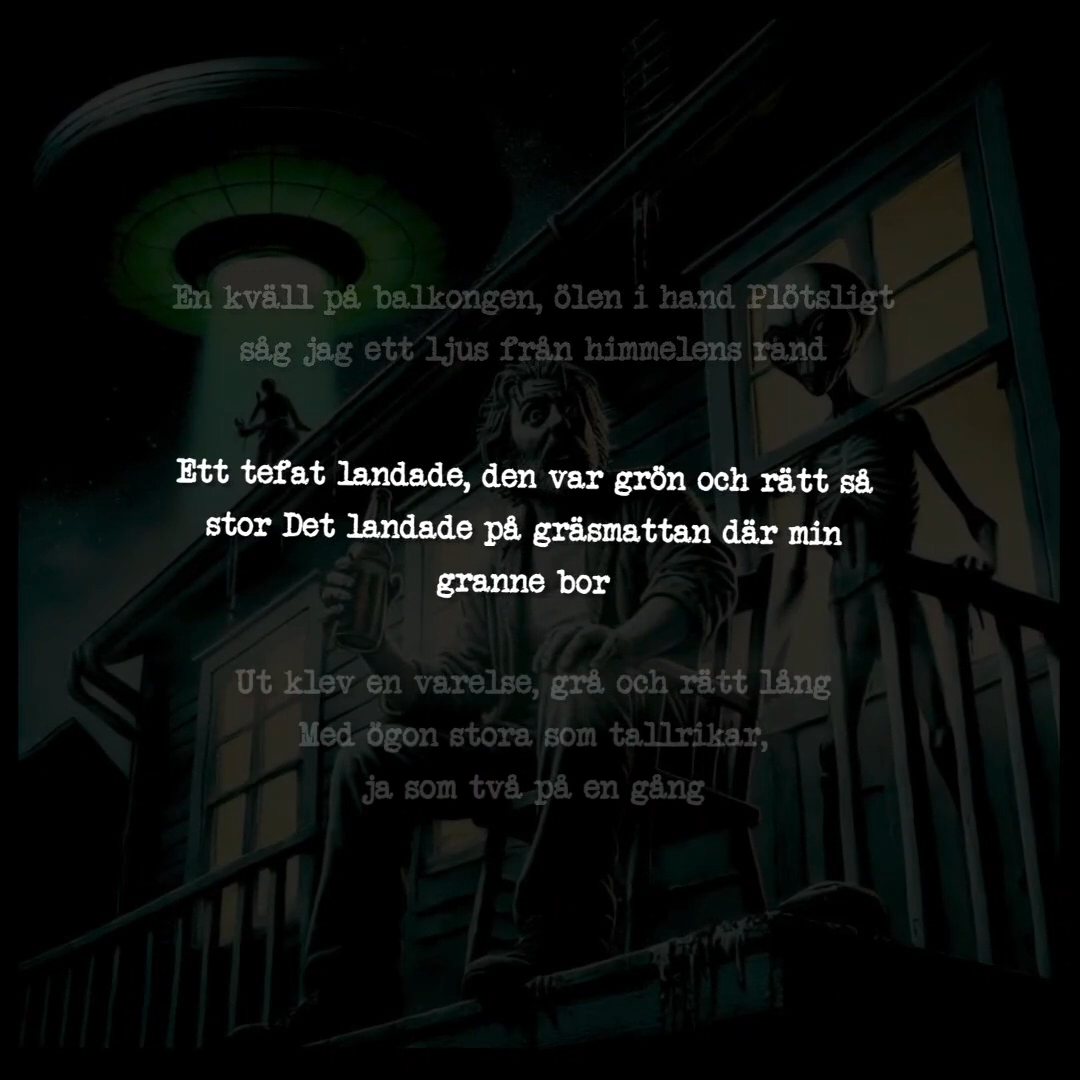 En kväll på balkongen, ölen i hand Plötsligt
såg jag ett ljus från himmelens rand
Ett tefat landade, den var grön och rätt så
stor Det landade på gräsmattan där min
granne bor
Ut klev en varelse, grå och rätt lång
Med ögon stora som tallrikar,
ja som två på en gång